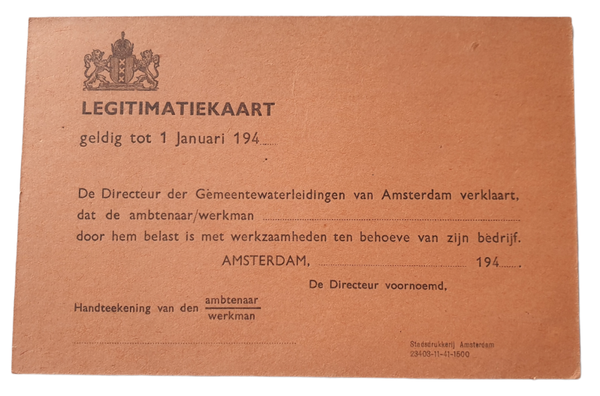 LEGITIMATIEKAART
geldig tot 1 Januari 194.....
De Directeur der Gemeentewaterleidingen van Amsterdam verklaart,
dat de ambtenaar/werkman ..........
door hem belast is met werkzaamheden ten behoeve van zijn bedrijf.
AMSTERDAM, .......... 194.....
De Directeur voornoemd,
Handteekening van den ambtenaar
werkman
Stadsdrukkerij Amsterdam
23403-11-41-1500